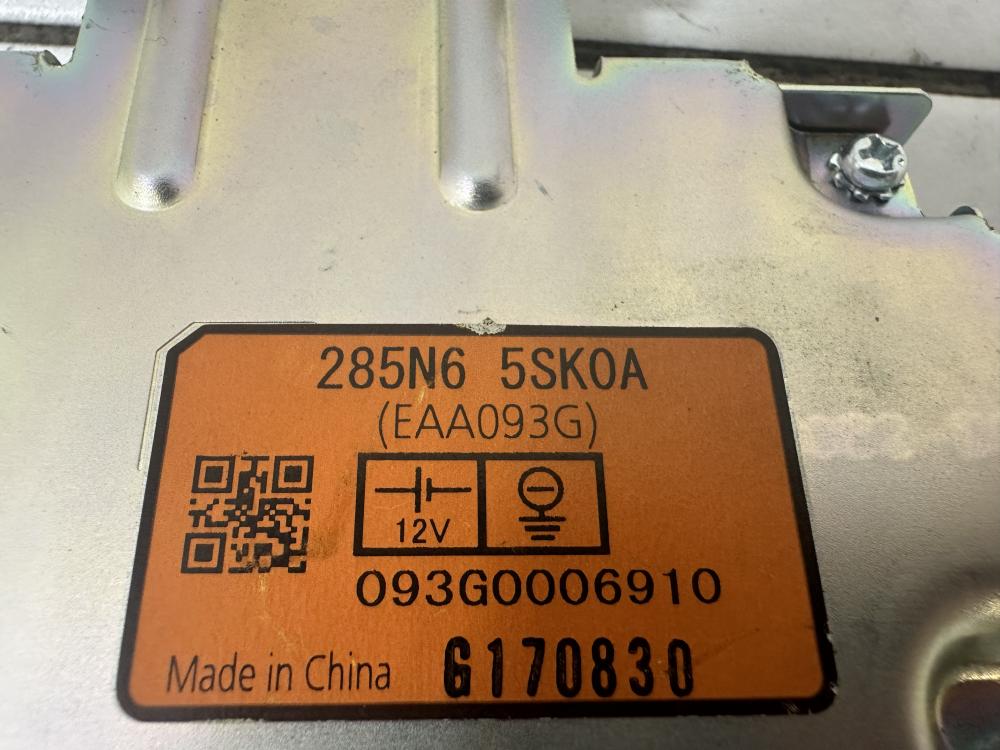 285N6 5SK0A
(EAA093G)
12V
093G0006910
Made in China
G170830